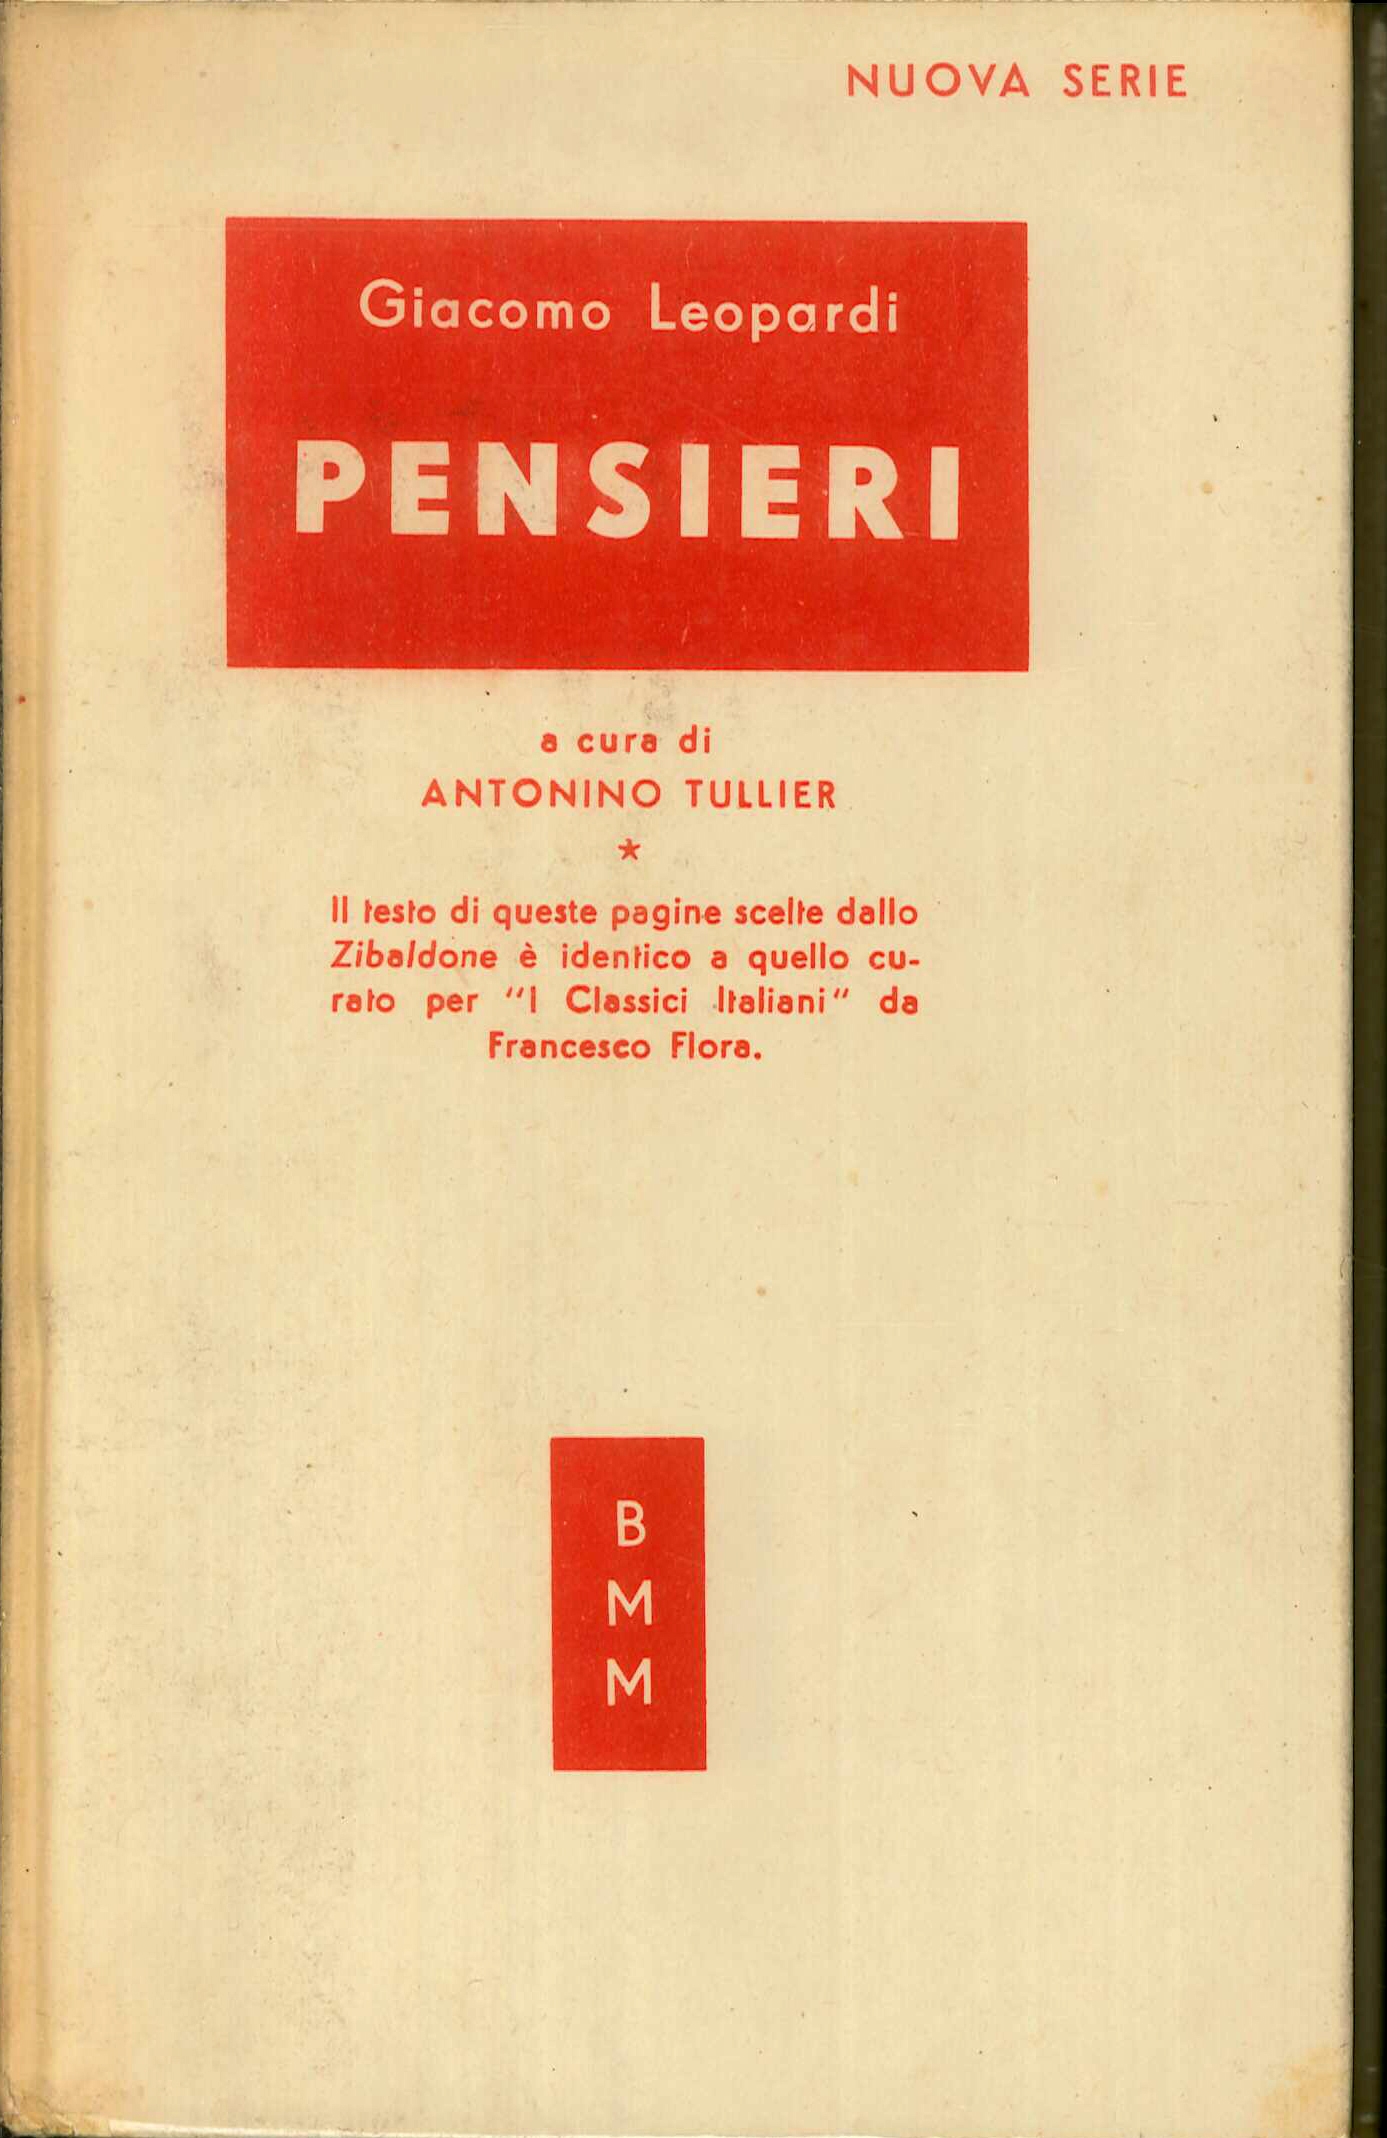 NUOVA SERIE
Giacomo Leopardi
PENSIERI
a cura di
ANTONINO TULLIER
★
Il testo di queste pagine scelte dallo
Zibaldone è identico a quello cu-
rato per "I Classici Italiani" da
Francesco Flora.
B
M
M